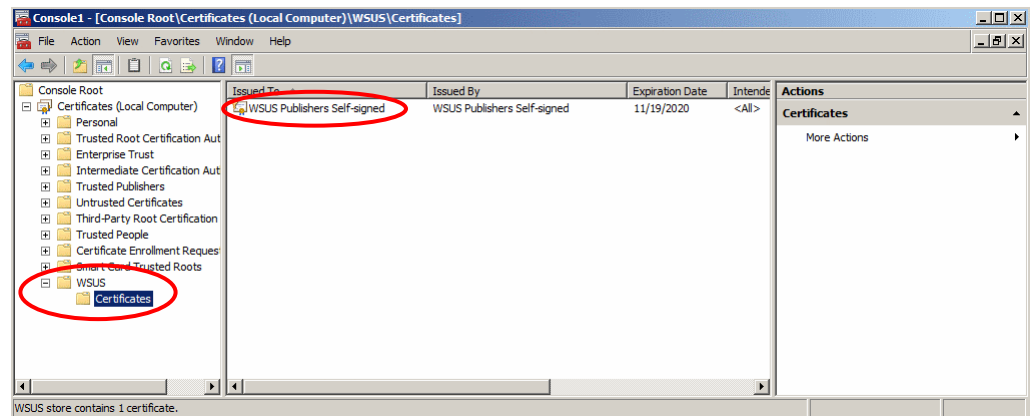 Console1 - [Console Root\Certificates (Local Computer)\WSUS\Certificates]
File Action View Favorites Window Help
Console Root
Certificates (Local Computer)
Personal
Trusted Root Certification Aut
Enterprise Trust
Intermediate Certification Aut
Trusted Publishers
Untrusted Certificates
Third-Party Root Certification
Trusted People
Certificate Enrollment Reques
Smart Card Trusted Roots
WSUS
Certificates
Issued To Issued By Expiration Date Intende
WSUS Publishers Self-signed WSUS Publishers Self-signed 11/19/2020 <All>
Actions
Certificates
More Actions
WSUS store contains 1 certificate.